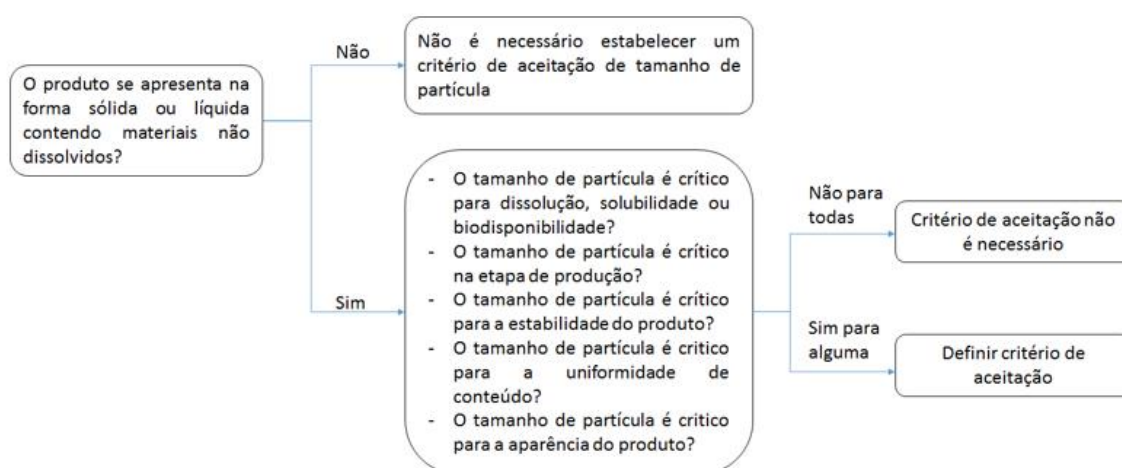 O produto se apresenta na
forma sólida ou líquida
contendo materiais não
dissolvidos?
Não
Não é necessário estabelecer um
critério de aceitação de tamanho de
partícula
Sim
- O tamanho de partícula é crítico
para dissolução, solubilidade ou
biodisponibilidade?
- O tamanho de partícula é crítico
na etapa de produção?
- O tamanho de partícula é crítico
para a estabilidade do produto?
- O tamanho de partícula é critico
para a uniformidade de
conteúdo?
- O tamanho de partícula é critico
para a aparência do produto?
Não para
todas
Critério de aceitação não
é necessário
Sim para
alguma
Definir critério de
aceitação